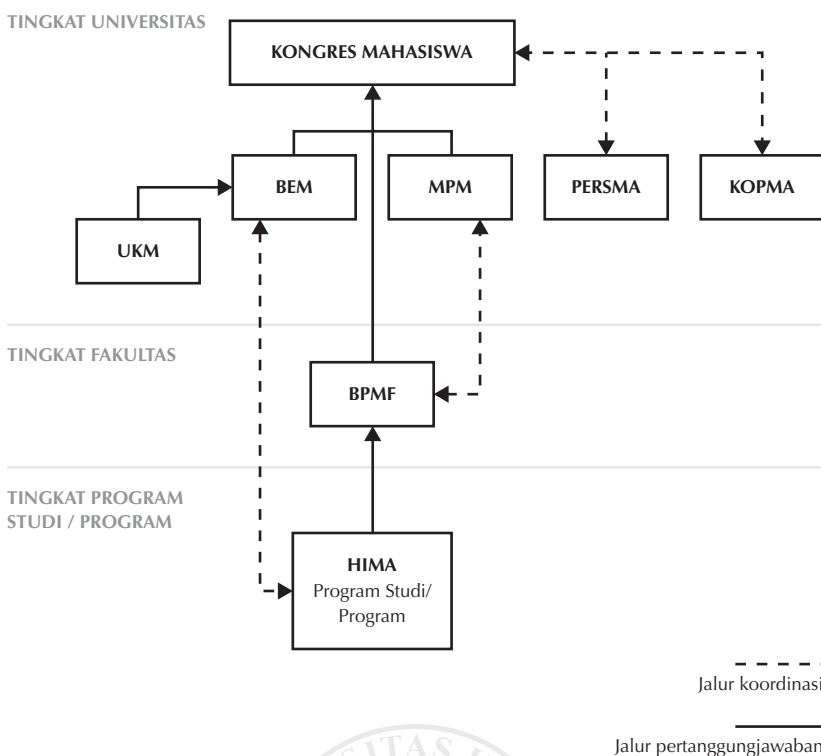 TINGKAT UNIVERSITAS
KONGRES MAHASISWA
BEM
MPM
PERSMA
KOPMA
UKM
TINGKAT FAKULTAS
BPMF
TINGKAT PROGRAM
STUDI / PROGRAM
HIMA
Program Studi/
Program
Jalur koordinasi
Jalur pertanggungjawaban